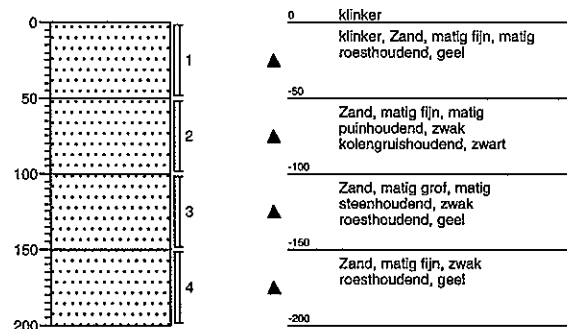 0
50
100
150
200
1
2
3
4
0 klinker
klinker, Zand, matig fijn, matig
roesthoudend, geel
-50
Zand, matig fijn, matig
puinhoudend, zwak
kolengruishoudend, zwart
-100
Zand, matig grof, matig
steenhoudend, zwak
roesthoudend, geel
-150
Zand, matig fijn, zwak
roesthoudend, geel
-200